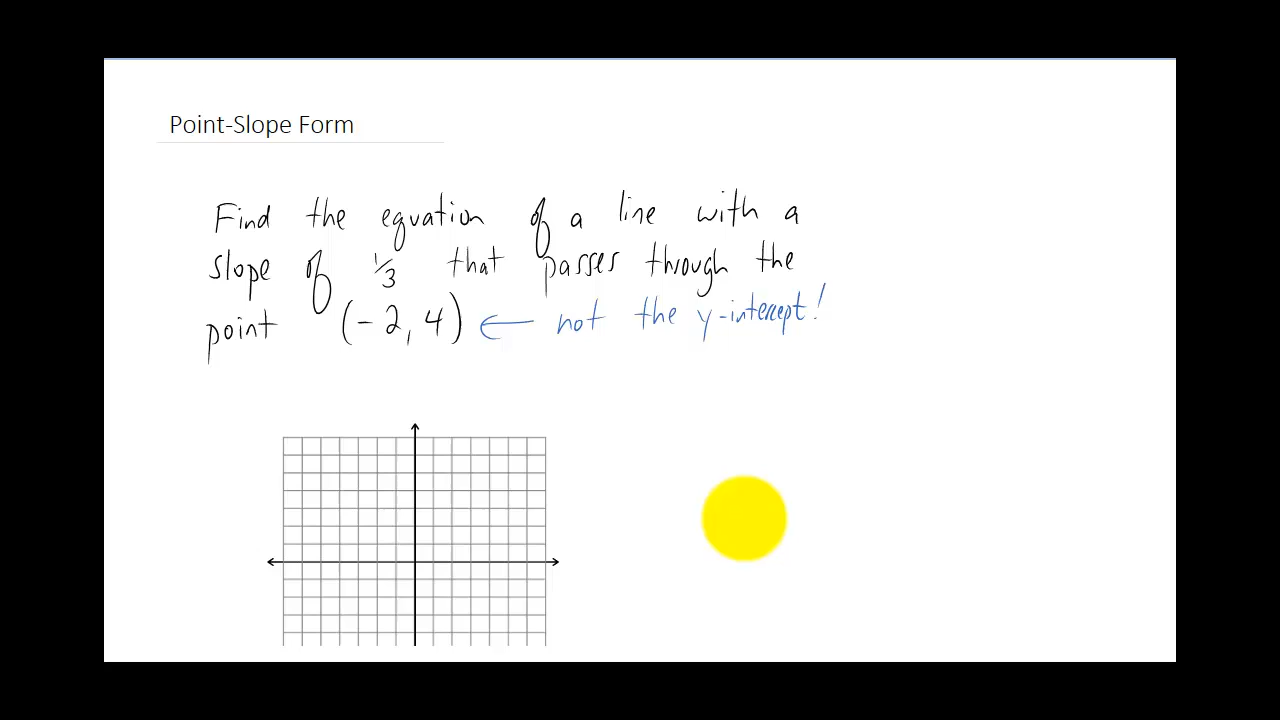 Point-Slope Form
Find the equation of a line with a
slope of 1/3 that passes through the
point (-2, 4) ← not the y-intercept!